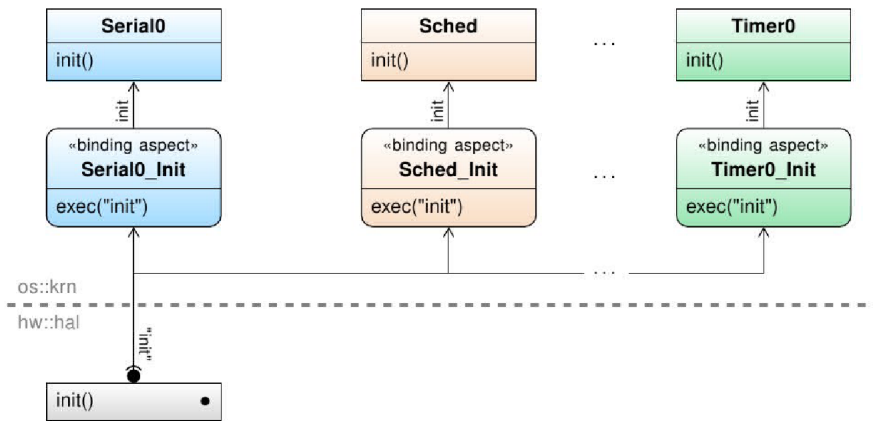 Serial0 Sched Timer0
init() init() ... init()
init init init
«binding aspect» «binding aspect» «binding aspect»
Serial0_Init Sched_Init ... Timer0_Init
exec("init") exec("init") exec("init")
...
os::krn
hw::hal
"init"
init()